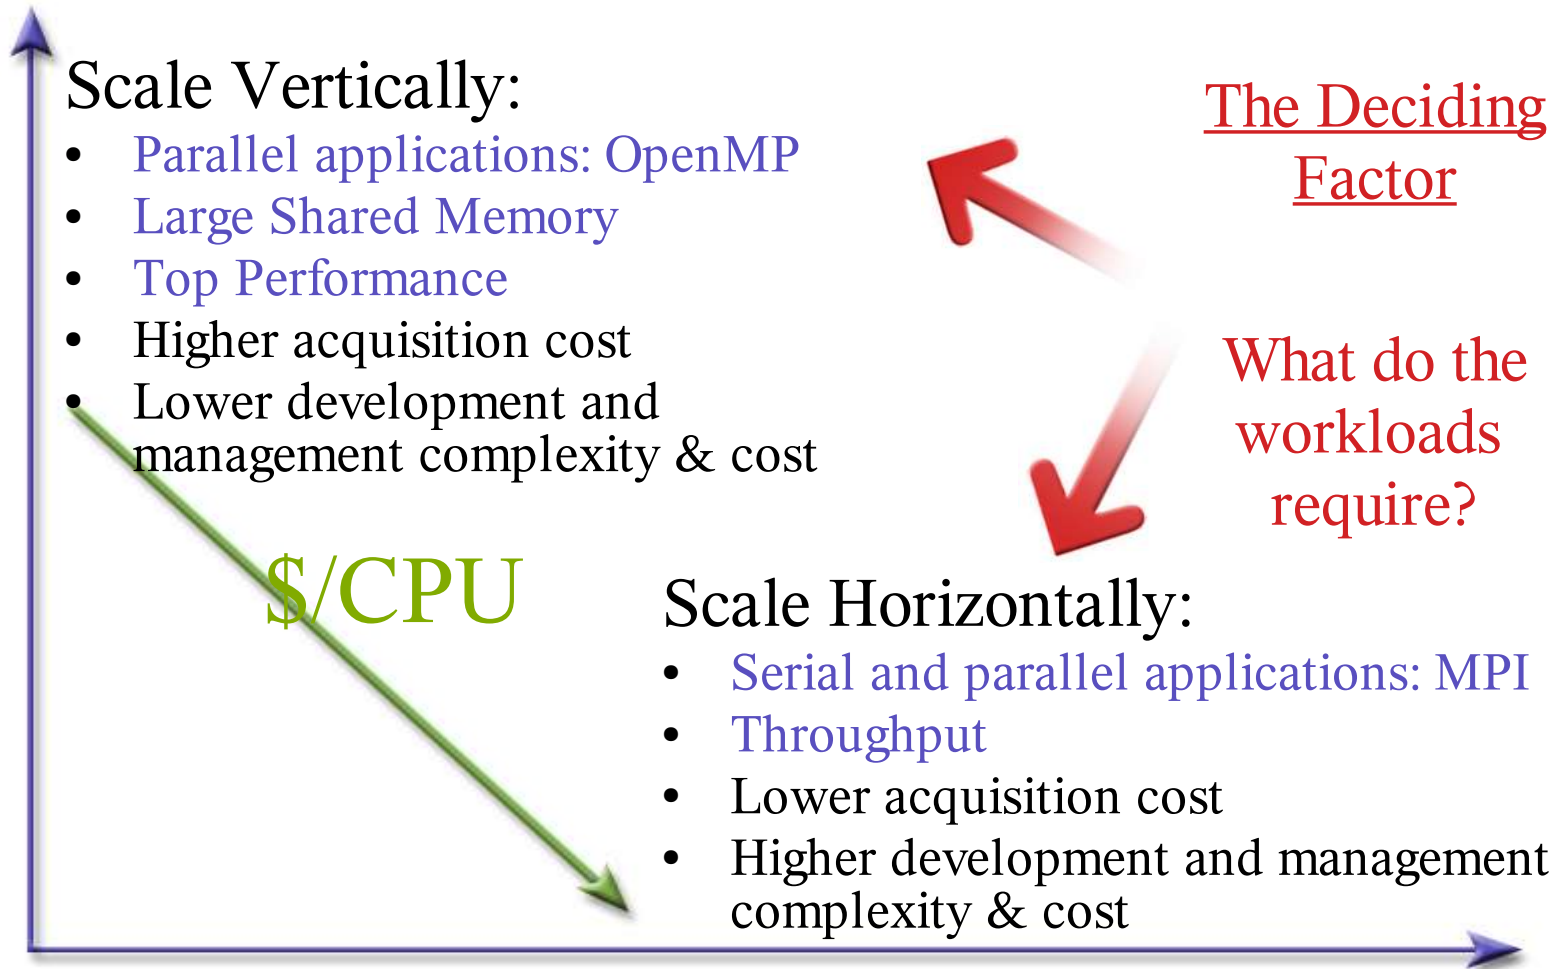 Scale Vertically:
• Parallel applications: OpenMP
• Large Shared Memory
• Top Performance
• Higher acquisition cost
• Lower development and
management complexity & cost
The Deciding
Factor
What do the
workloads
require?
$/CPU
Scale Horizontally:
• Serial and parallel applications: MPI
• Throughput
• Lower acquisition cost
• Higher development and management
complexity & cost